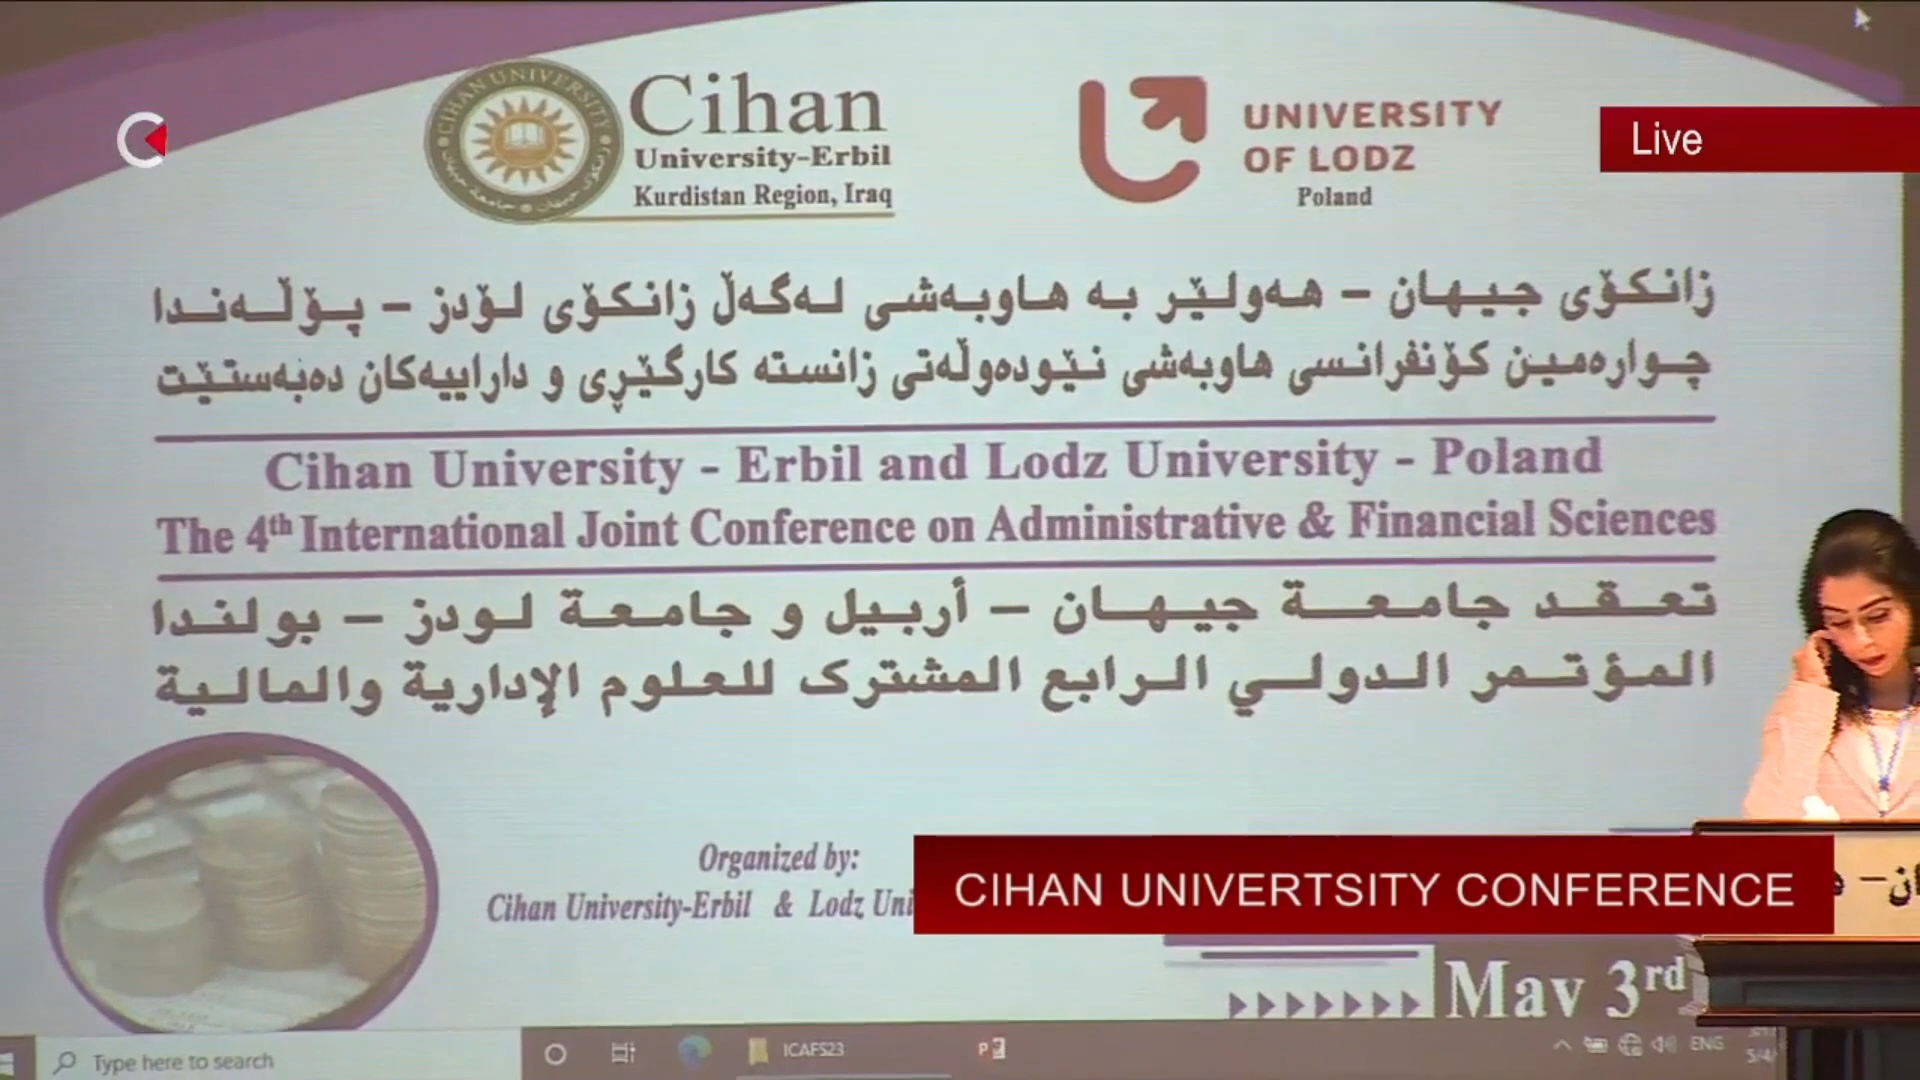 CIHAN UNIVERSITY
Cihan
University-Erbil
Kurdistan Region, Iraq
UNIVERSITY
OF LODZ
Poland
Live
زانکۆی جیهان – هەولێر بە هاوبەشی لەگەڵ زانکۆی لۆدز – پۆڵەندا
چوارەمین کۆنفرانسی هاوبەشی نێودەوڵەتی زانستە کارگێڕی و داراییەکان دەبەستێت
Cihan University - Erbil and Lodz University - Poland
The 4th International Joint Conference on Administrative & Financial Sciences
تعقد جامعة جيهان – أربيل و جامعة لودز – بولندا
المؤتمر الدولي الرابع المشترك للعلوم الإدارية والمالية
Organized by:
Cihan University-Erbil & Lodz Uni
CIHAN UNIVERTSITY CONFERENCE
May 3rd
Type here to search
ICAFS23
ENG